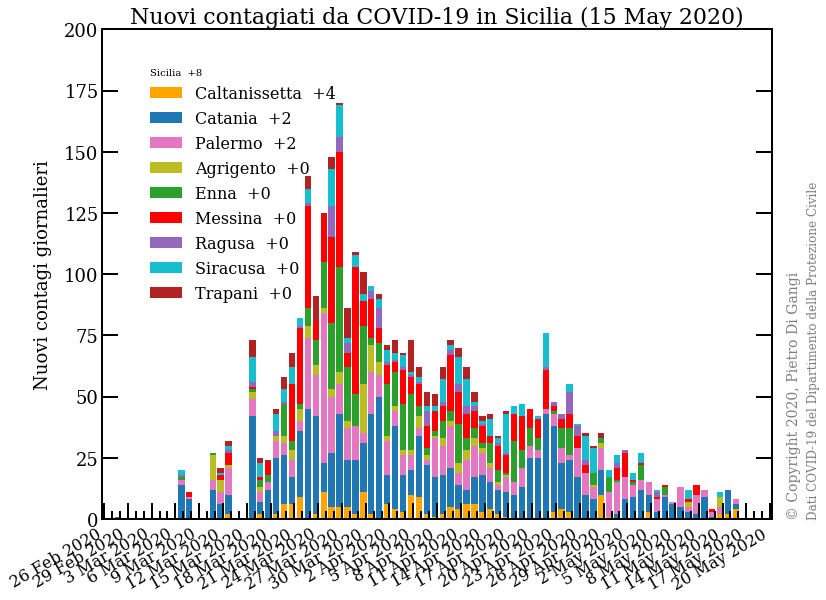 Nuovi contagiati da COVID-19 in Sicilia (15 May 2020)
Nuovi contagi giornalieri
200
175
150
125
100
75
50
25
0
Sicilia +8
Caltanissetta +4
Catania +2
Palermo +2
Agrigento +0
Enna +0
Messina +0
Ragusa +0
Siracusa +0
Trapani +0
26 Feb 2020
29 Feb 2020
3 Mar 2020
6 Mar 2020
9 Mar 2020
12 Mar 2020
15 Mar 2020
18 Mar 2020
21 Mar 2020
24 Mar 2020
27 Mar 2020
30 Mar 2020
2 Apr 2020
5 Apr 2020
8 Apr 2020
11 Apr 2020
14 Apr 2020
17 Apr 2020
20 Apr 2020
23 Apr 2020
26 Apr 2020
29 Apr 2020
2 May 2020
5 May 2020
8 May 2020
11 May 2020
14 May 2020
17 May 2020
20 May 2020
© Copyright 2020, Pietro Di Gangi
Dati COVID-19 del Dipartimento della Protezione Civile